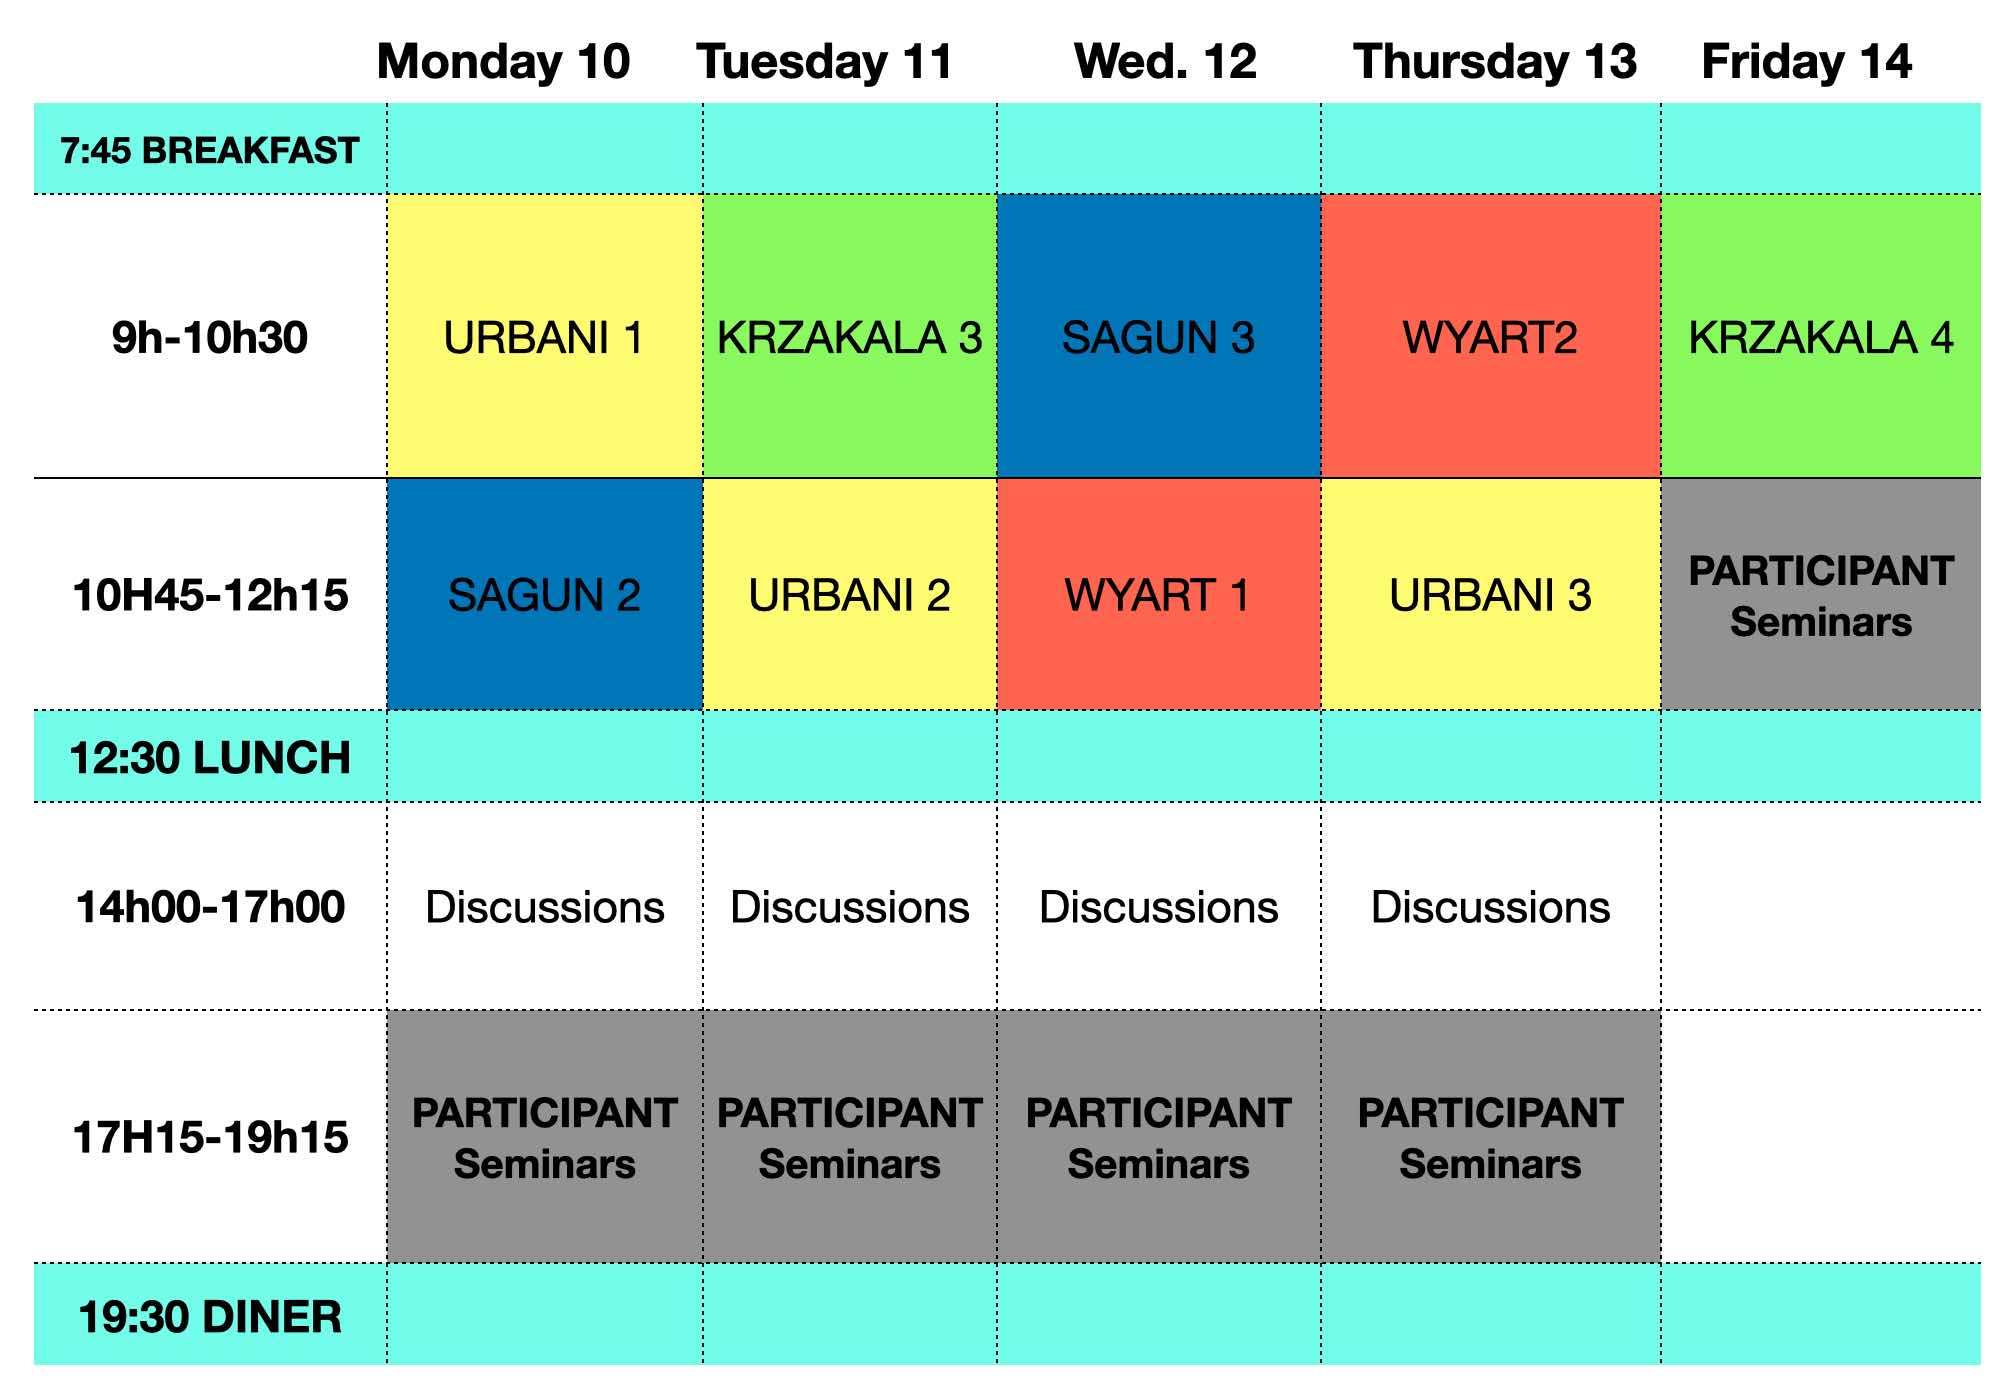 Monday 10 Tuesday 11 Wed. 12 Thursday 13 Friday 14
7:45 BREAKFAST
9h-10h30 URBANI 1 KRZAKALA 3 SAGUN 3 WYART2 KRZAKALA 4
10H45-12h15 SAGUN 2 URBANI 2 WYART 1 URBANI 3 PARTICIPANT
Seminars
12:30 LUNCH
14h00-17h00 Discussions Discussions Discussions Discussions
17H15-19h15 PARTICIPANT PARTICIPANT PARTICIPANT PARTICIPANT
Seminars Seminars Seminars Seminars
19:30 DINER